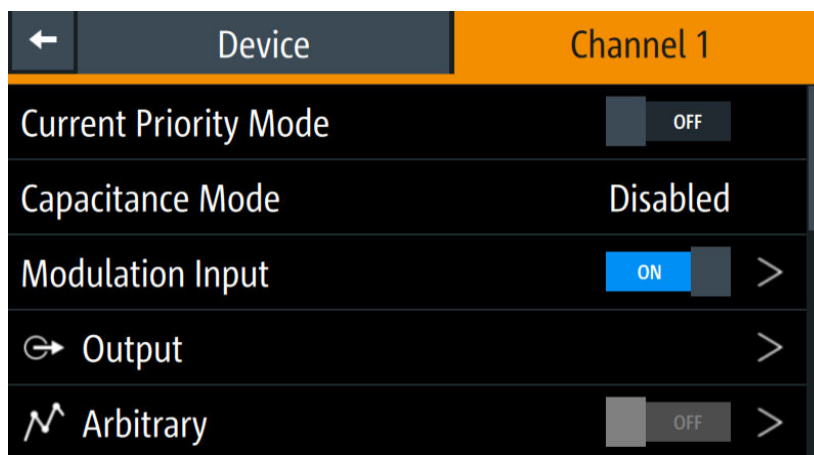 Device Channel 1
Current Priority Mode OFF
Capacitance Mode Disabled
Modulation Input ON >
Output >
Arbitrary OFF >